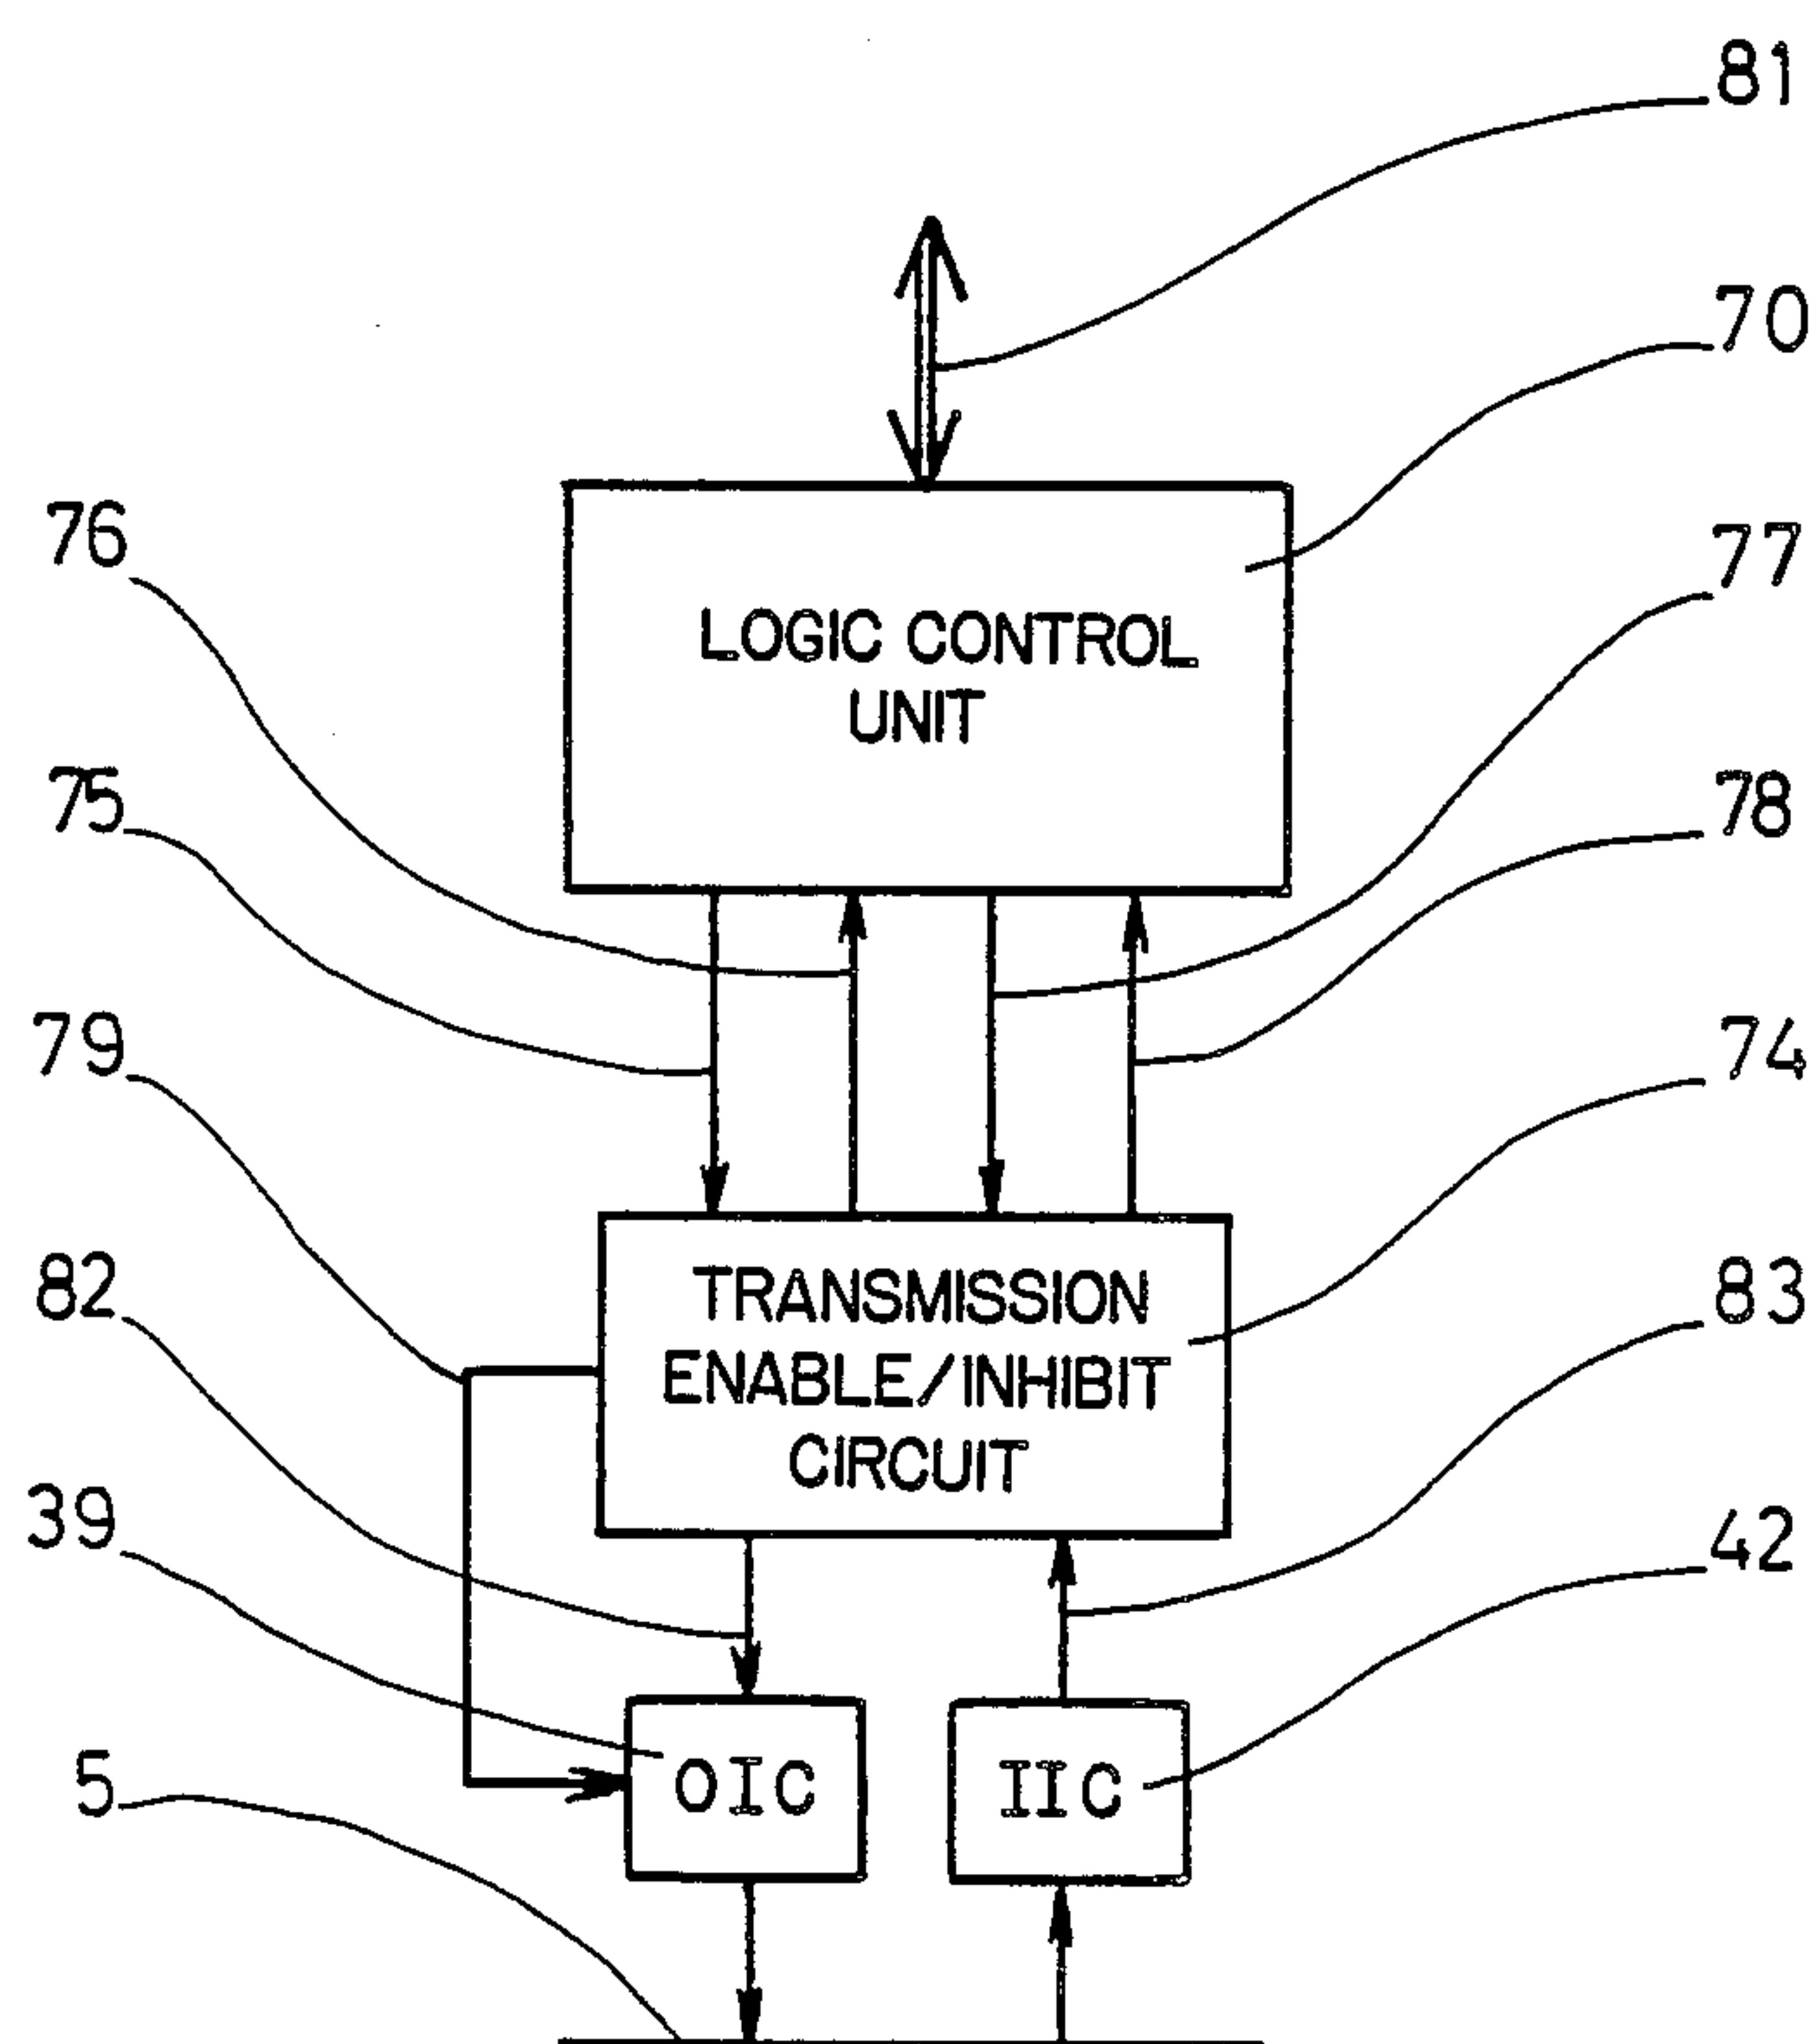 81
70
76
77
LOGIC CONTROL
UNIT
75
78
79
74
82
83
TRANSMISSION
ENABLE/INHIBIT
CIRCUIT
39
42
OIC
IIC
5